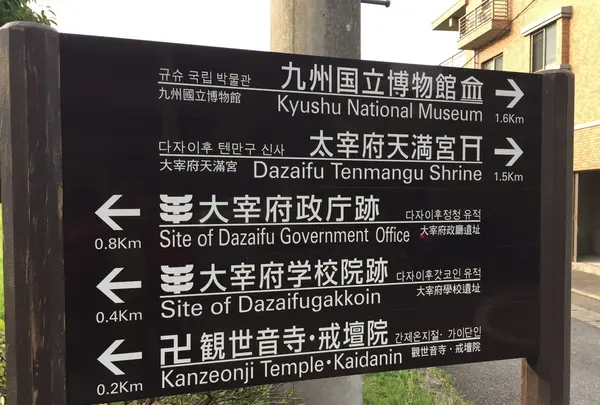 규슈 국립 박물관 九州国立博物館
九州國立博物館 Kyushu National Museum
1.6Km
다자이후 텐만구 신사 太宰府天満宮
大宰府天滿宮 Dazaifu Tenmangu Shrine
1.5Km
大宰府政庁跡 다자이후정청 유적
Site of Dazaifu Government Office 大宰府政廳遺址
0.8Km
大宰府学校院跡 다자이후갓코인 유적
Site of Dazaifugakkoin 大宰府學校遺址
0.4Km
卍 観世音寺・戒壇院 간제온지절・가이단인
Kanzeonji Temple・Kaidanin 觀世音寺・戒壇院
0.2Km